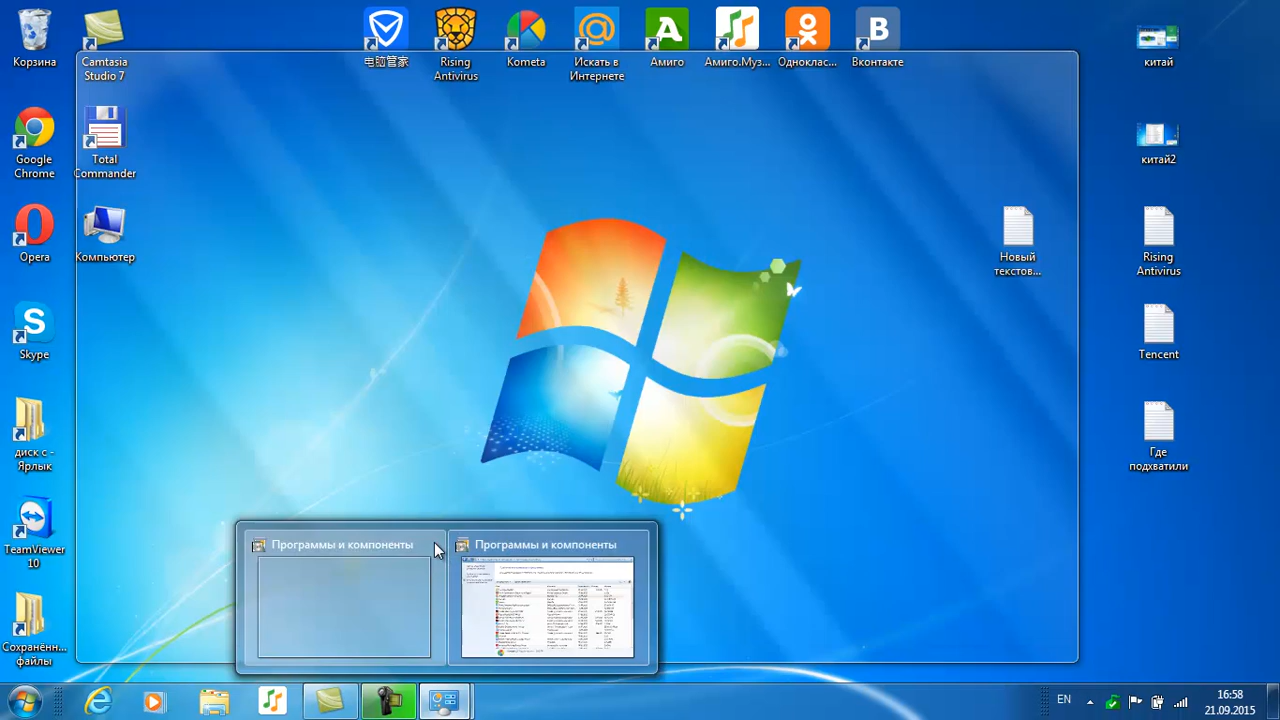 Корзина
Camtasia
Studio 7
电脑管家
Rising
Antivirus
Kometa
Искать в
Интернете
Амиго
Амиго.Муз...
Одноклас...
Вконтакте
китай
Google
Chrome
Total
Commander
китай2
Opera
Компьютер
Новый
текстов...
Rising
Antivirus
Skype
Tencent
диск с -
Ярлык
Где
подхватили
TeamViewer
10
Программы и компоненты
Программы и компоненты
Сохранённ...
файлы
EN
16:58
21.09.2015